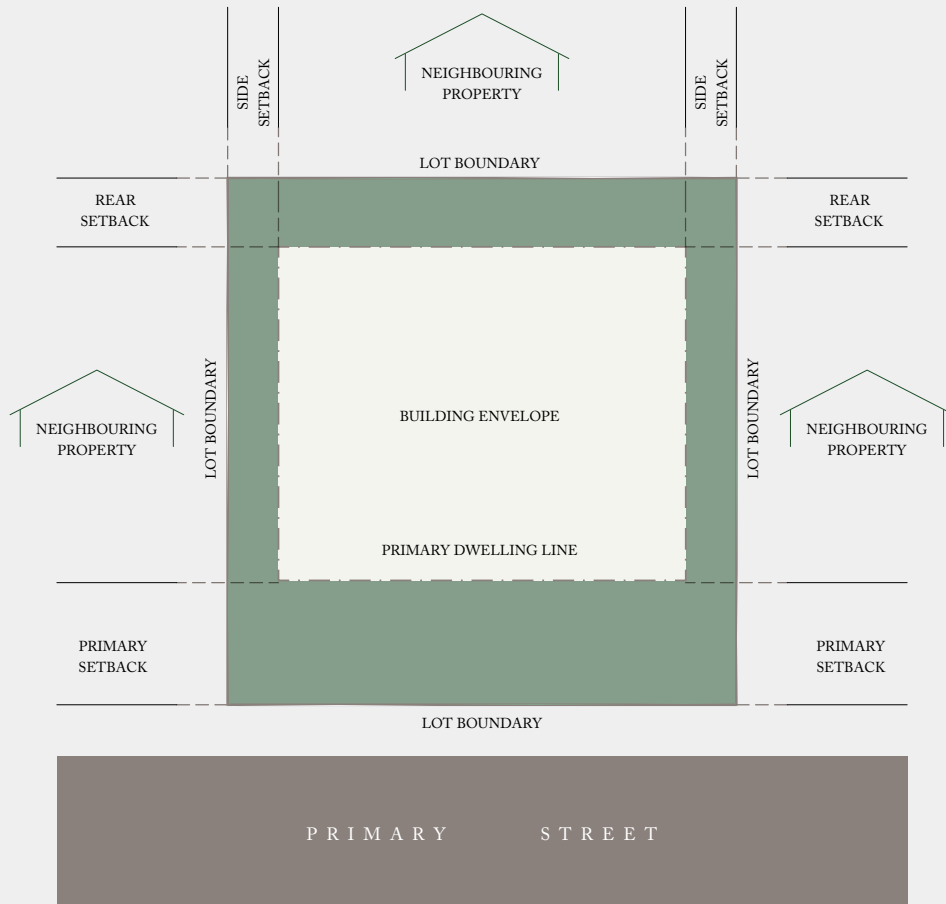 SIDE
SETBACK
NEIGHBOURING
PROPERTY
SIDE
SETBACK
LOT BOUNDARY
REAR
SETBACK
REAR
SETBACK
LOT BOUNDARY
LOT BOUNDARY
NEIGHBOURING
PROPERTY
BUILDING ENVELOPE
NEIGHBOURING
PROPERTY
PRIMARY DWELLING LINE
PRIMARY
SETBACK
PRIMARY
SETBACK
LOT BOUNDARY
PRIMARY STREET